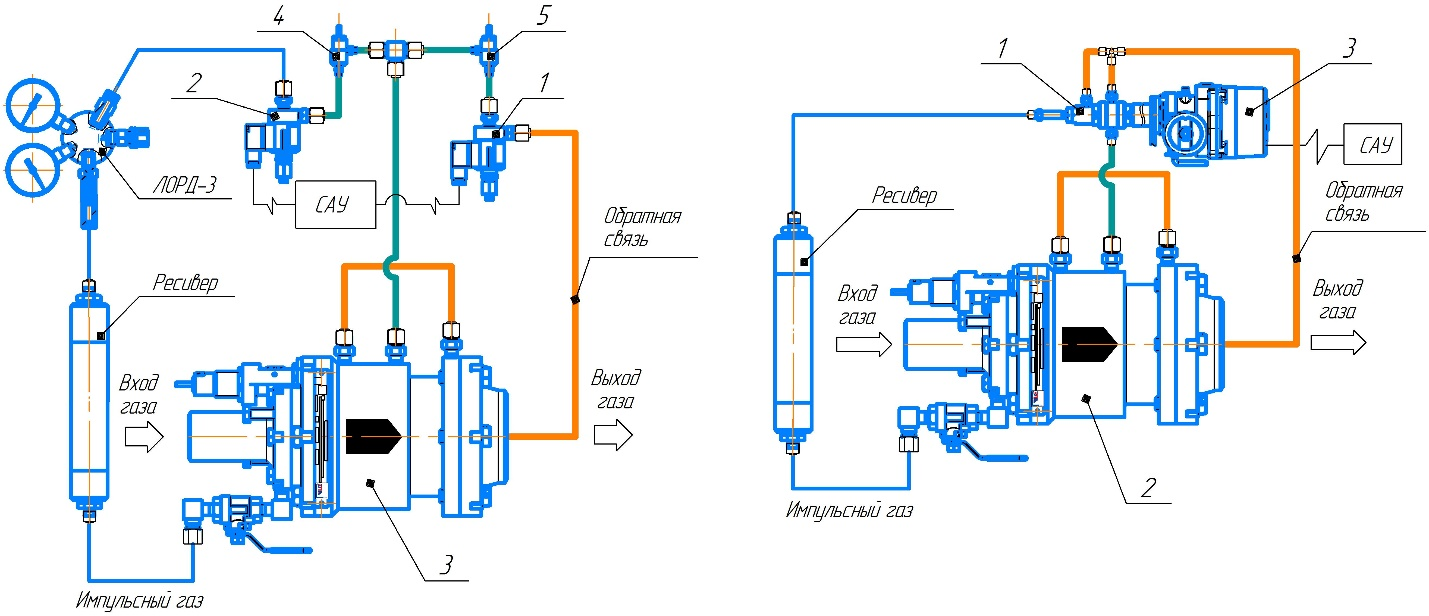 4
5
2
1
ЛОРД-3
САУ
Обратная
связь
Ресивер
Вход
газа
Выход
газа
3
Импульсный газ
1
3
САУ
Ресивер
Обратная
связь
Вход
газа
Выход
газа
2
Импульсный газ